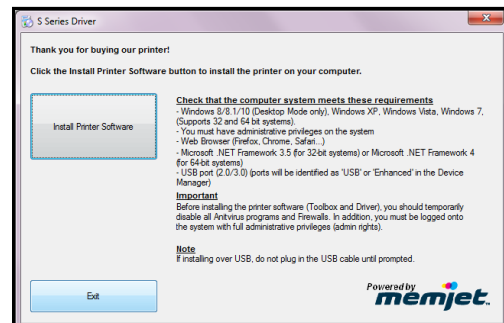 S Series Driver
Thank you for buying our printer!
Click the Install Printer Software button to install the printer on your computer.
Install Printer Software
Check that the computer system meets these requirements
- Windows 8/8.1/10 (Desktop Mode only), Windows XP, Windows Vista, Windows 7,
(Supports 32 and 64 bit systems).
- You must have administrative privileges on the system
- Web Browser (Firefox, Chrome, Safari...)
- Microsoft .NET Framework 3.5 (for 32-bit systems) or Microsoft .NET Framework 4
(for 64-bit systems)
- USB port (2.0/3.0) (ports will be identified as 'USB' or 'Enhanced' in the Device
Manager)
Important
Before installing the printer software (Toolbox and Driver), you should temporarily
disable all Antivirus programs and Firewalls. In addition, you must be logged onto
the system with full administrative privileges (admin rights).
Note
If installing over USB, do not plug in the USB cable until prompted.
Exit
Powered by
memjet